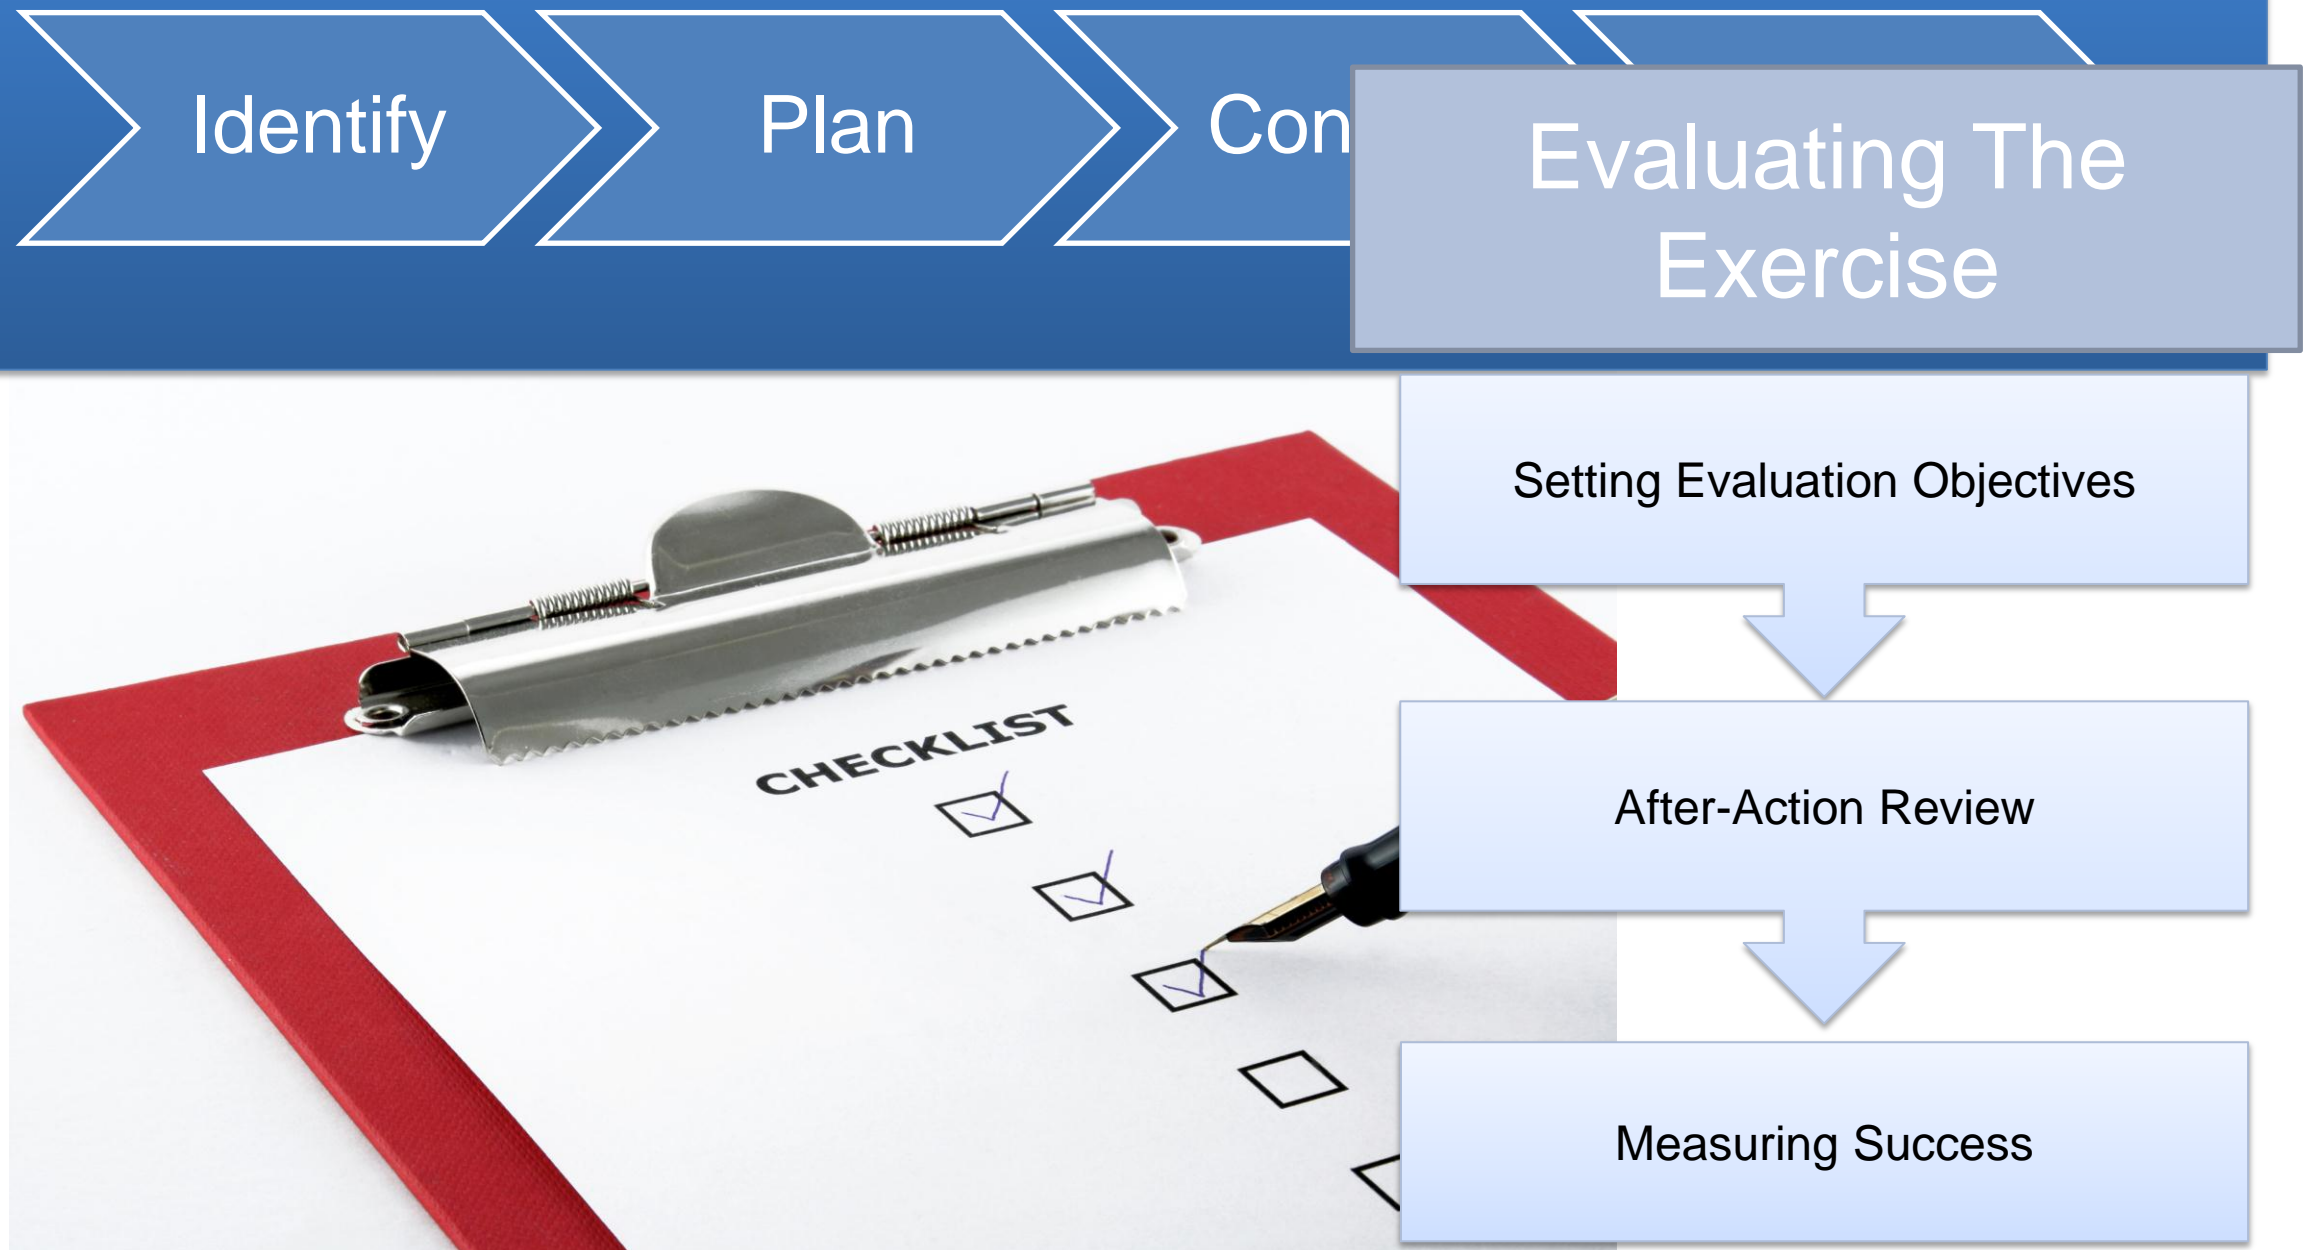 Identify
Plan
Con
Evaluating The
Exercise
Setting Evaluation Objectives
CHECKLIST
After-Action Review
Measuring Success